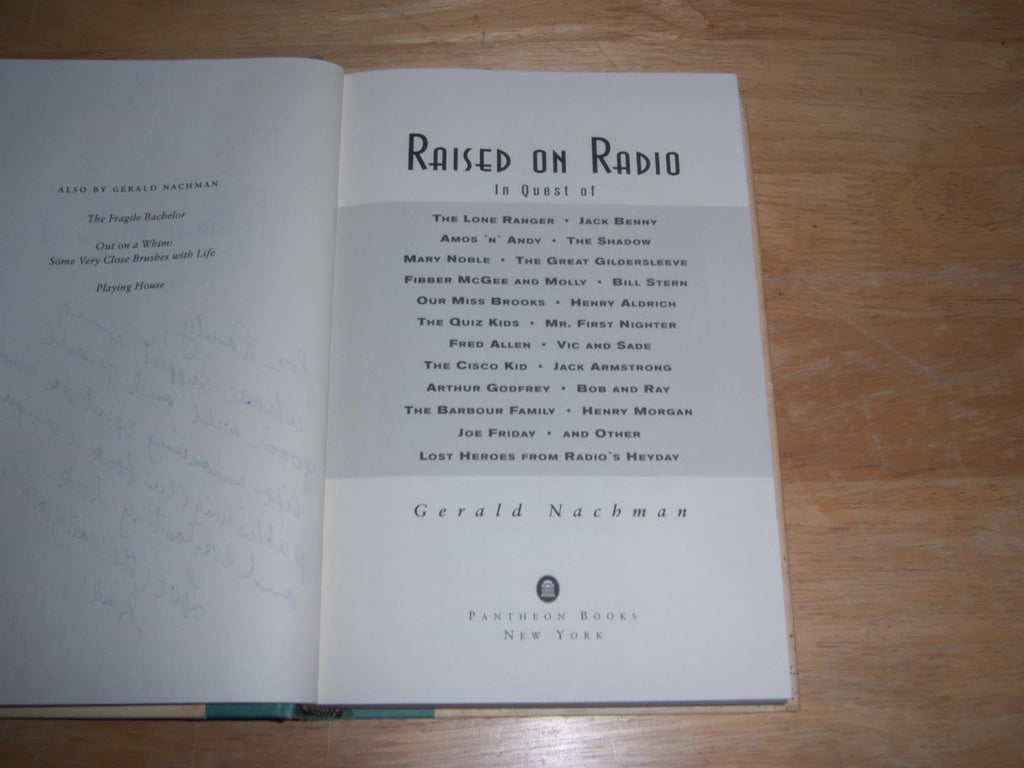 ALSO BY GERALD NACHMAN
The Fragile Bachelor
Out on a Whim:
Some Very Close Brushes with Life
Playing House
RAISED ON RADIO
In Quest of
THE LONE RANGER • JACK BENNY
AMOS 'N' ANDY • THE SHADOW
MARY NOBLE • THE GREAT GILDERSLEEVE
FIBBER MCGEE AND MOLLY • BILL STERN
OUR MISS BROOKS • HENRY ALDRICH
THE QUIZ KIDS • MR. FIRST NIGHTER
FRED ALLEN • VIC AND SADE
THE CISCO KID • JACK ARMSTRONG
ARTHUR GODFREY • BOB AND RAY
THE BARBOUR FAMILY • HENRY MORGAN
JOE FRIDAY • AND OTHER
LOST HEROES FROM RADIO'S HEYDAY
Gerald Nachman
PANTHEON BOOKS
NEW YORK